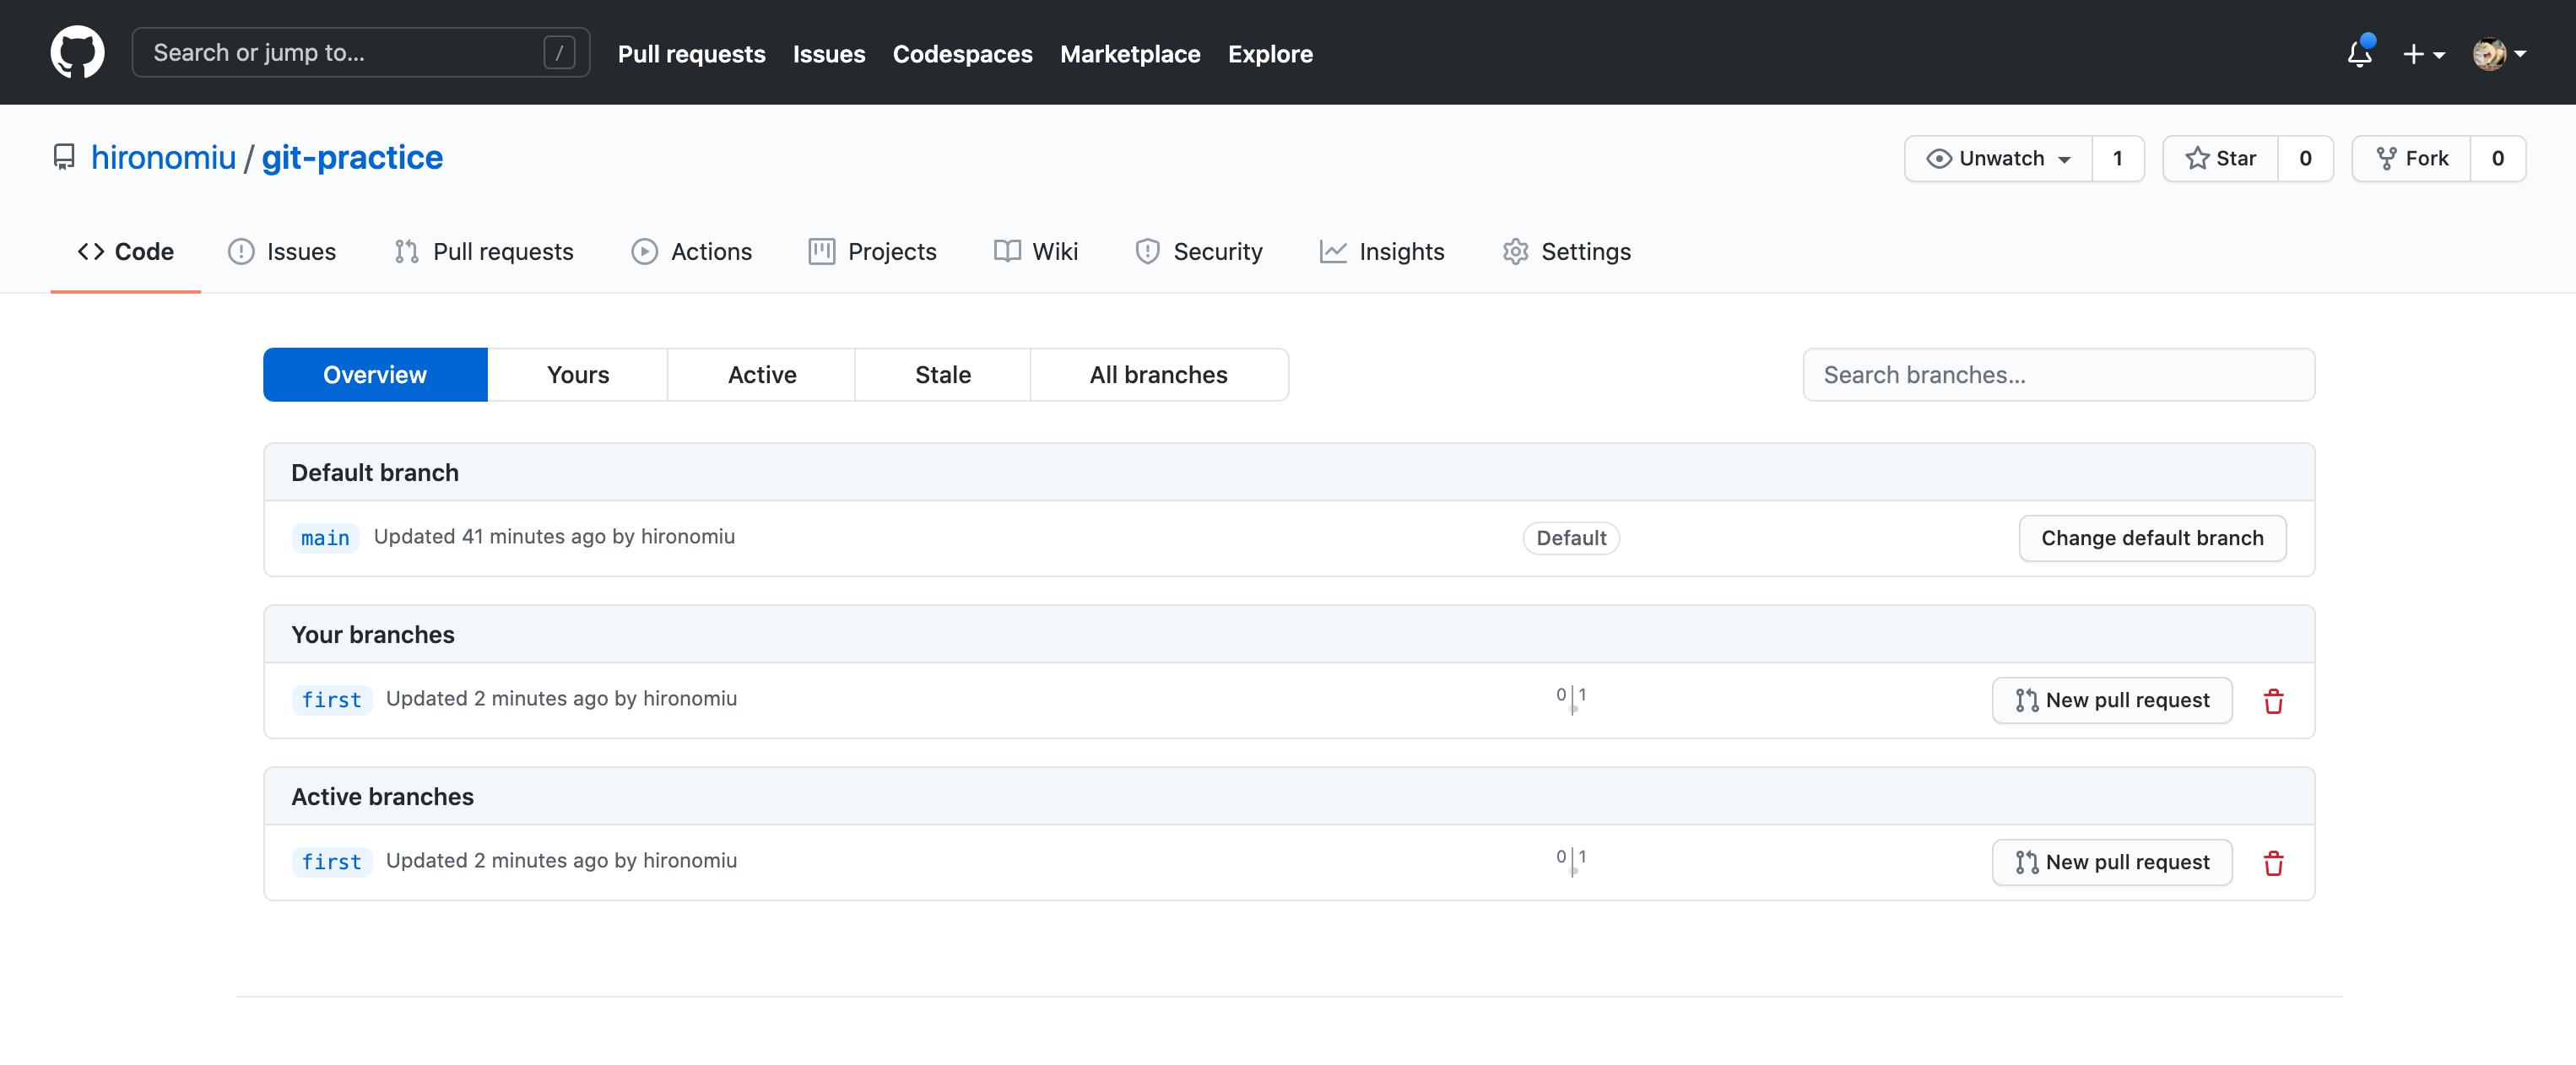 Search or jump to... / Pull requests Issues Codespaces Marketplace Explore
hironomiu / git-practice Unwatch 1 Star 0 Fork 0
Code Issues Pull requests Actions Projects Wiki Security Insights Settings
Overview Yours Active Stale All branches Search branches...
Default branch
main Updated 41 minutes ago by hironomiu Default Change default branch
Your branches
first Updated 2 minutes ago by hironomiu 0 1 New pull request
Active branches
first Updated 2 minutes ago by hironomiu 0 1 New pull request